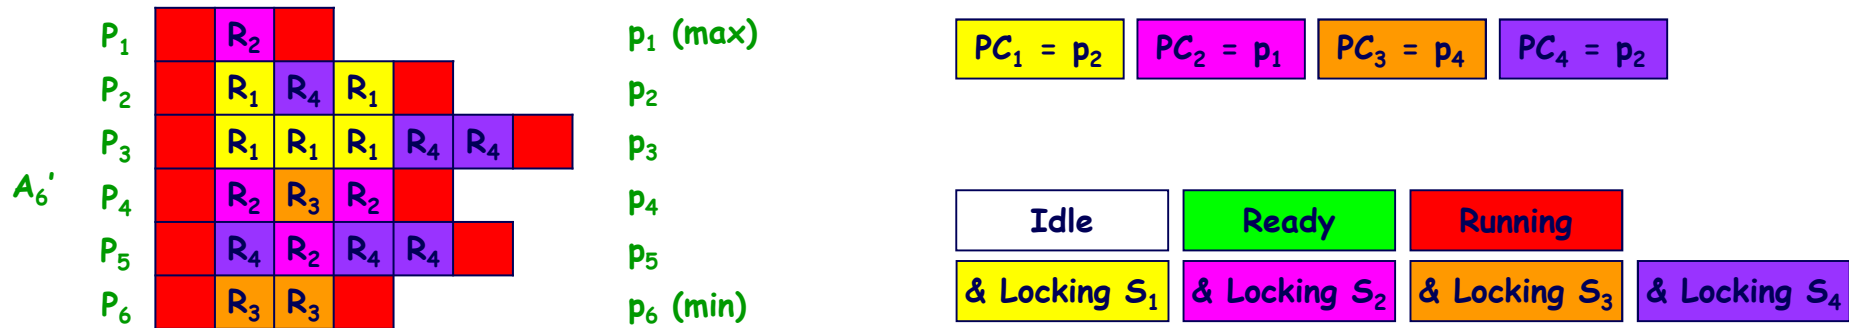 P₁ R₂ p₁ (max) PC₁ = p₂ PC₂ = p₁ PC₃ = p₄ PC₄ = p₂
P₂ R₁ R₄ R₁ p₂
P₃ R₁ R₁ R₁ R₄ R₄ p₃
A₆' P₄ R₂ R₃ R₂ p₄ Idle Ready Running
P₅ R₄ R₂ R₄ R₄ p₅
P₆ R₃ R₃ p₆ (min) & Locking S₁ & Locking S₂ & Locking S₃ & Locking S₄